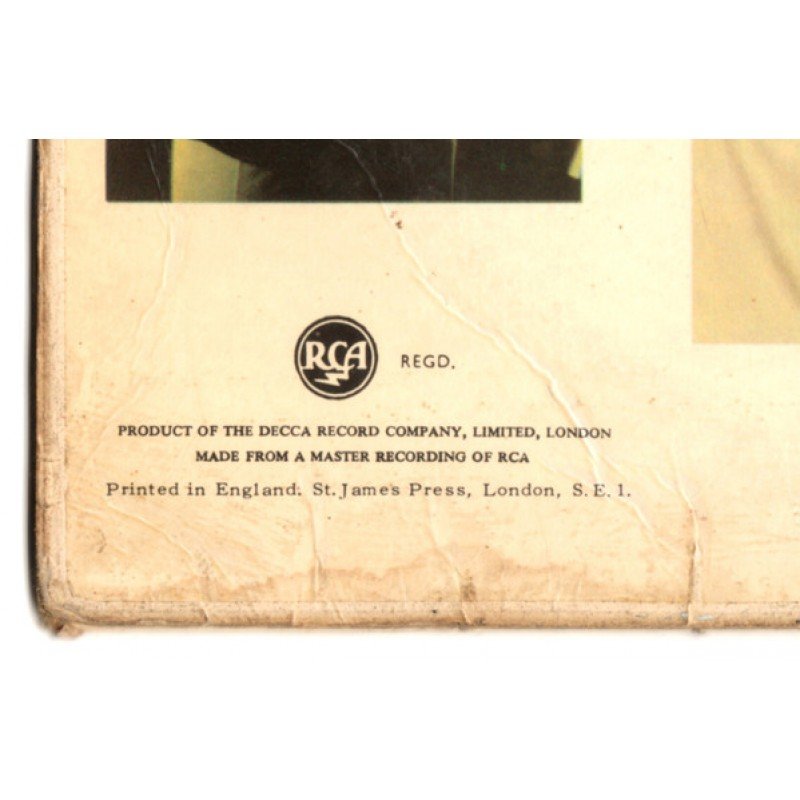 RCA REGD.
PRODUCT OF THE DECCA RECORD COMPANY, LIMITED, LONDON
MADE FROM A MASTER RECORDING OF RCA
Printed in England. St. James's Press, London, S.E.1.